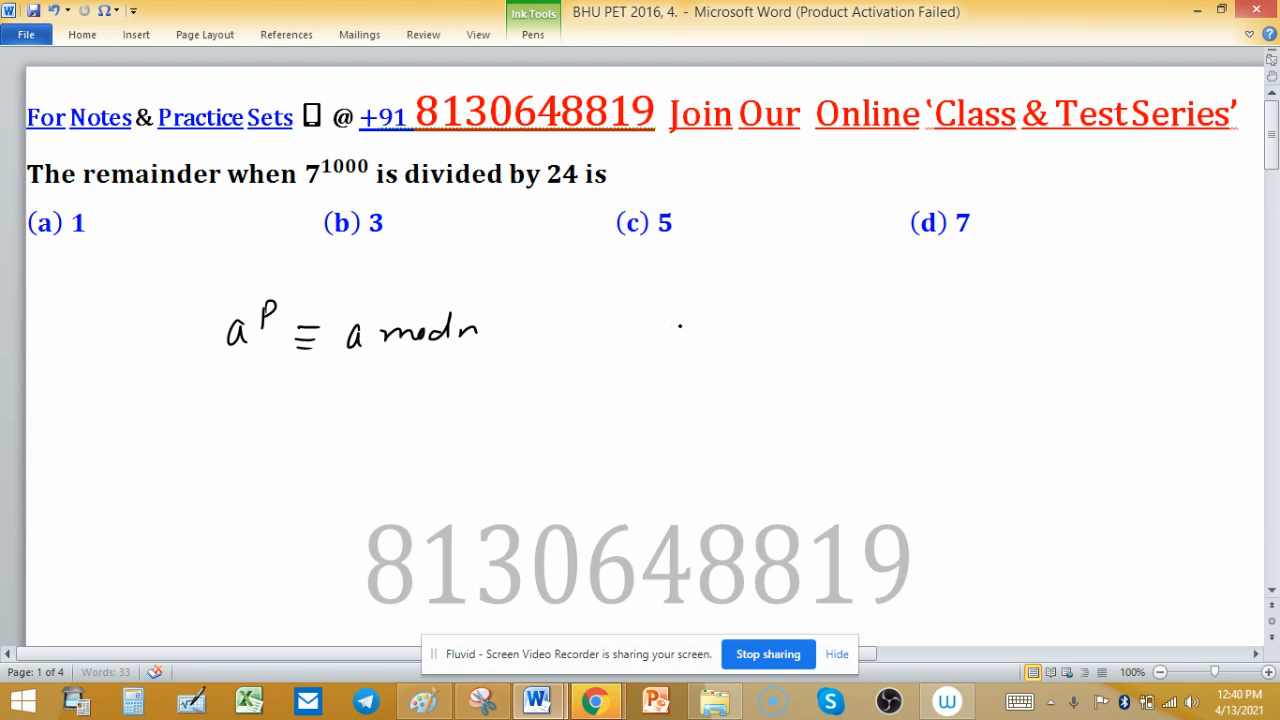 Ink Tools
BHU PET 2016, 4. - Microsoft Word (Product Activation Failed)
File Home Insert Page Layout References Mailings Review View Pens
For Notes & Practice Sets @ +91 8130648819 Join Our Online ‘Class & Test Series’
The remainder when 7^1000 is divided by 24 is
(a) 1 (b) 3 (c) 5 (d) 7
a^p ≡ a mod n
8130648819
Fluvid - Screen Video Recorder is sharing your screen. Stop sharing Hide
Page: 1 of 4 Words: 33 100%
12:40 PM
4/13/2021